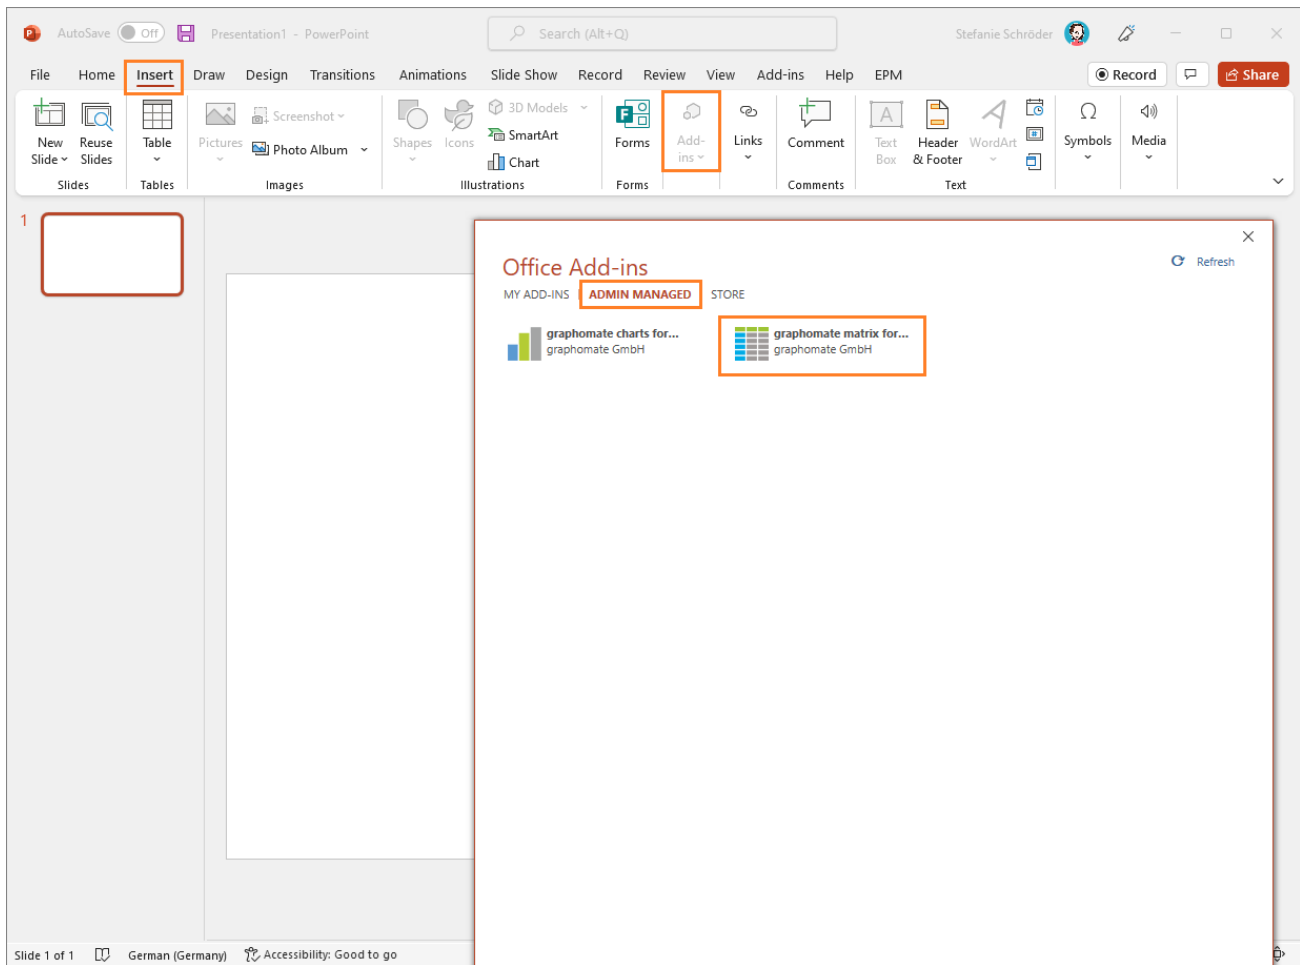 AutoSave Off Presentation1 - PowerPoint Search (Alt+Q) Stefanie Schröder
File Home Insert Draw Design Transitions Animations Slide Show Record Review View Add-ins Help EPM Record Share
New Slide
Reuse Slides
Table
Pictures
Screenshot
Photo Album
Shapes
Icons
3D Models
SmartArt
Chart
Forms
Add-ins
Links
Comment
A
Text Box
Header & Footer
WordArt
Symbols
Media
Slides Tables Images Illustrations Forms Comments Text
1
Office Add-ins
Refresh
MY ADD-INS ADMIN MANAGED STORE
graphomate charts for...
graphomate GmbH
graphomate matrix for...
graphomate GmbH
Slide 1 of 1 German (Germany) Accessibility: Good to go